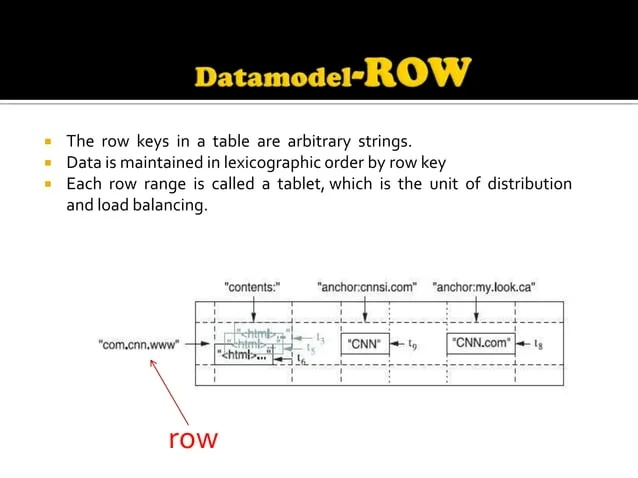 Datamodel-ROW
The row keys in a table are arbitrary strings.
Data is maintained in lexicographic order by row key
Each row range is called a tablet, which is the unit of distribution
and load balancing.
"contents:" "anchor:cnnsi.com" "anchor:my.look.ca"
"<html>..." t3
"<html>..." t5
"com.cnn.www" "<html>..." t6 "CNN" t9 "CNN.com" t8
row